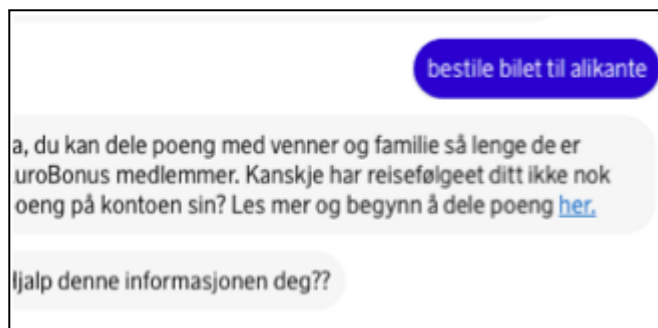 bestile bilet til alikante
a, du kan dele poeng med venner og familie så lenge de er
uroBonus medlemmer. Kanskje har reisefølgeet ditt ikke nok
oeng på kontoen sin? Les mer og begynn å dele poeng her.
jalp denne informasjonen deg??